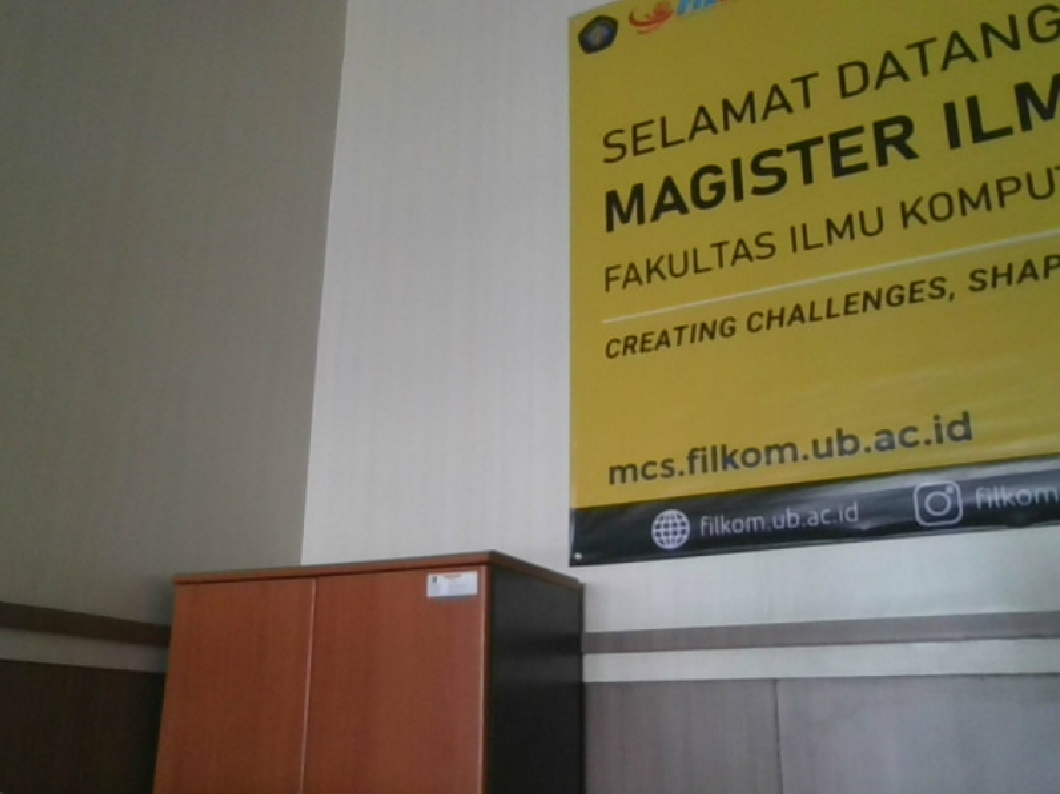 SELAMAT DATANG
MAGISTER ILM
FAKULTAS ILMU KOMPUT
CREATING CHALLENGES, SHAP
mcs.filkom.ub.ac.id
filkom.ub.ac.id
filkom